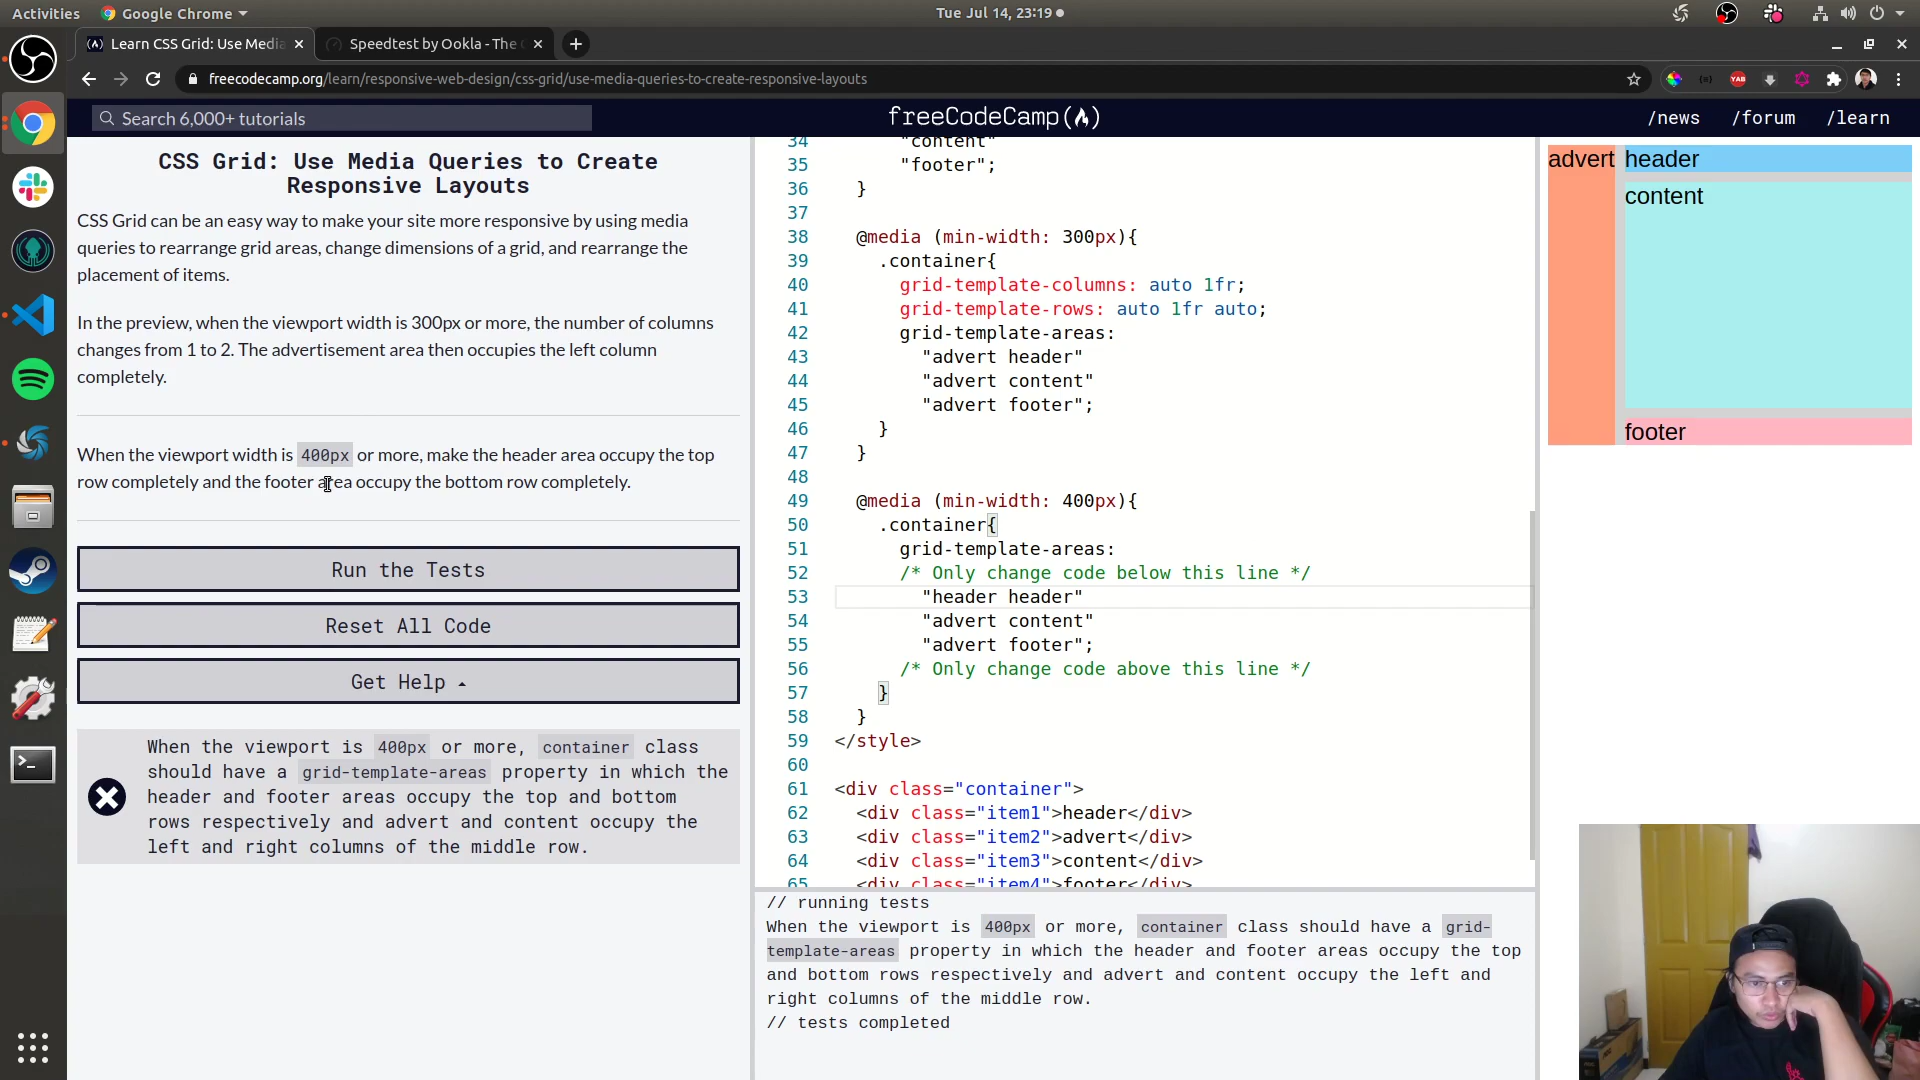 Activities
Google Chrome
Tue Jul 14, 23:19
Learn CSS Grid: Use Media
Speedtest by Ookla - The
freecodecamp.org/learn/responsive-web-design/css-grid/use-media-queries-to-create-responsive-layouts
YAB
Search 6,000+ tutorials
freeCodeCamp
/news
/forum
/learn
CSS Grid: Use Media Queries to Create
Responsive Layouts
CSS Grid can be an easy way to make your site more responsive by using media
queries to rearrange grid areas, change dimensions of a grid, and rearrange the
placement of items.
In the preview, when the viewport width is 300px or more, the number of columns
changes from 1 to 2. The advertisement area then occupies the left column
completely.
When the viewport width is 400px or more, make the header area occupy the top
row completely and the footer area occupy the bottom row completely.
Run the Tests
Reset All Code
Get Help
When the viewport is 400px or more, container class
should have a grid-template-areas property in which the
header and footer areas occupy the top and bottom
rows respectively and advert and content occupy the
left and right columns of the middle row.
34 "content"
35 "footer";
36 }
37
38 @media (min-width: 300px){
39 .container{
40 grid-template-columns: auto 1fr;
41 grid-template-rows: auto 1fr auto;
42 grid-template-areas:
43 "advert header"
44 "advert content"
45 "advert footer";
46 }
47 }
48
49 @media (min-width: 400px){
50 .container{
51 grid-template-areas:
52 /* Only change code below this line */
53 "header header"
54 "advert content"
55 "advert footer";
56 /* Only change code above this line */
57 }
58 }
59 </style>
60
61 <div class="container">
62 <div class="item1">header</div>
63 <div class="item2">advert</div>
64 <div class="item3">content</div>
65 <div class="item4">footer</div>
// running tests
When the viewport is 400px or more, container class should have a grid-
template-areas property in which the header and footer areas occupy the top
and bottom rows respectively and advert and content occupy the left and
right columns of the middle row.
// tests completed
advert
header
content
footer